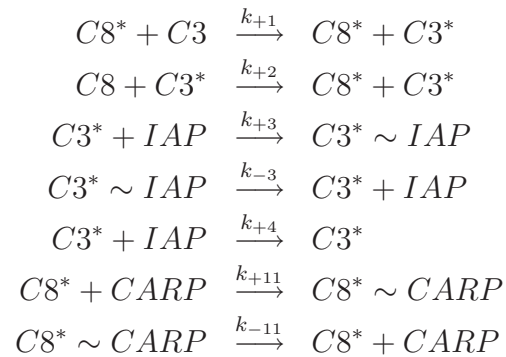 C8* + C3 —k₊₁→ C8* + C3*
C8 + C3* —k₊₂→ C8* + C3*
C3* + IAP —k₊₃→ C3* ∼ IAP
C3* ∼ IAP —k₋₃→ C3* + IAP
C3* + IAP —k₊₄→ C3*
C8* + CARP —k₊₁₁→ C8* ∼ CARP
C8* ∼ CARP —k₋₁₁→ C8* + CARP